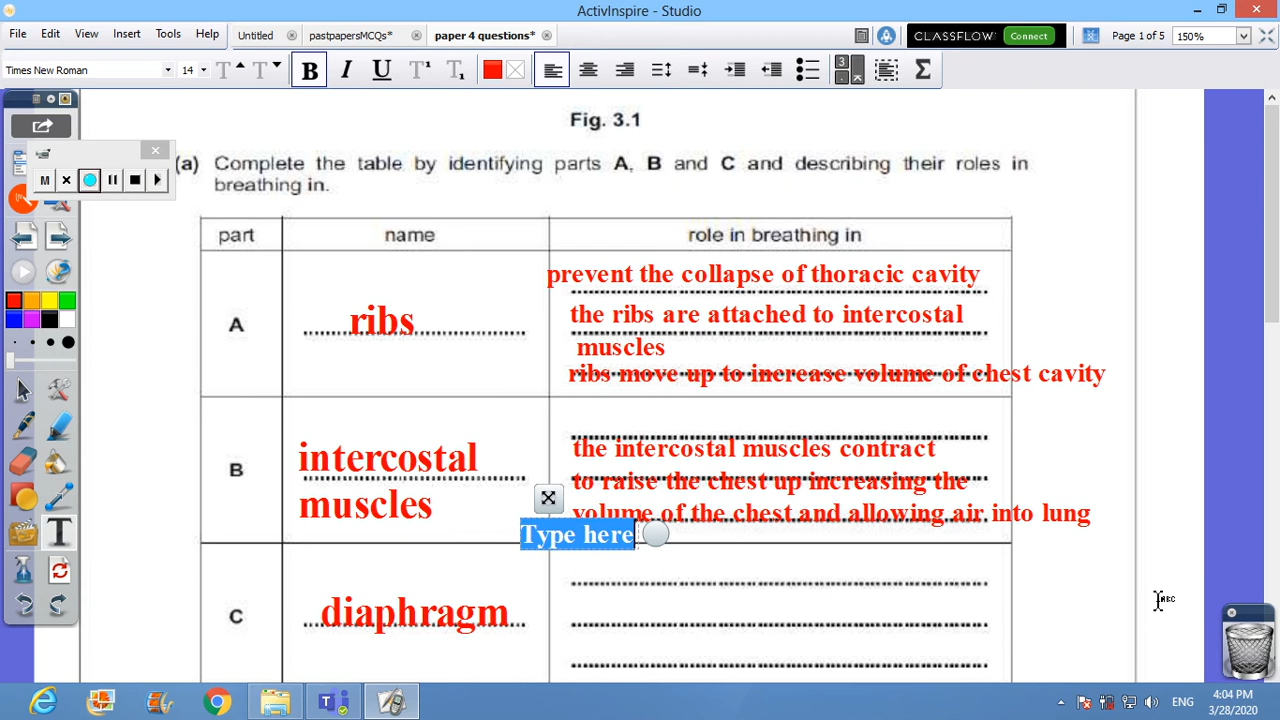 ActivInspire - Studio
File Edit View Insert Tools Help Untitled pastpapersMCQs* paper 4 questions* CLASSFLOW Connect Page 1 of 5 150%
Times New Roman 14 T T B I U T¹ T₁ Σ
Fig. 3.1
(a) Complete the table by identifying parts A, B and C and describing their roles in
breathing in.
M
part name role in breathing in
A
ribs
prevent the collapse of thoracic cavity
the ribs are attached to intercostal
muscles
ribs move up to increase volume of chest cavity
B
intercostal
muscles
the intercostal muscles contract
to raise the chest up increasing the
volume of the chest and allowing air into lung
Type here
C
diaphragm
T
ENG
4:04 PM
3/28/2020